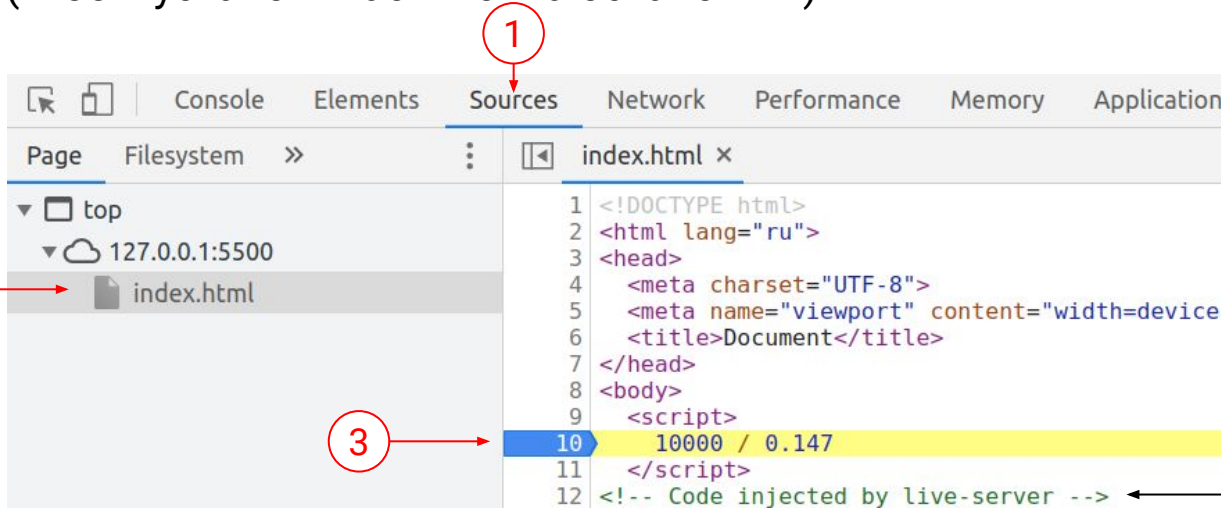 1
Console Elements Sources Network Performance Memory Application
Page Filesystem » index.html ×
top
127.0.0.1:5500
index.html
1 <!DOCTYPE html>
2 <html lang="ru">
3 <head>
4 <meta charset="UTF-8">
5 <meta name="viewport" content="width=device
6 <title>Document</title>
7 </head>
8 <body>
9 <script>
3
10 10000 / 0.147
11 </script>
12 <!-- Code injected by live-server -->